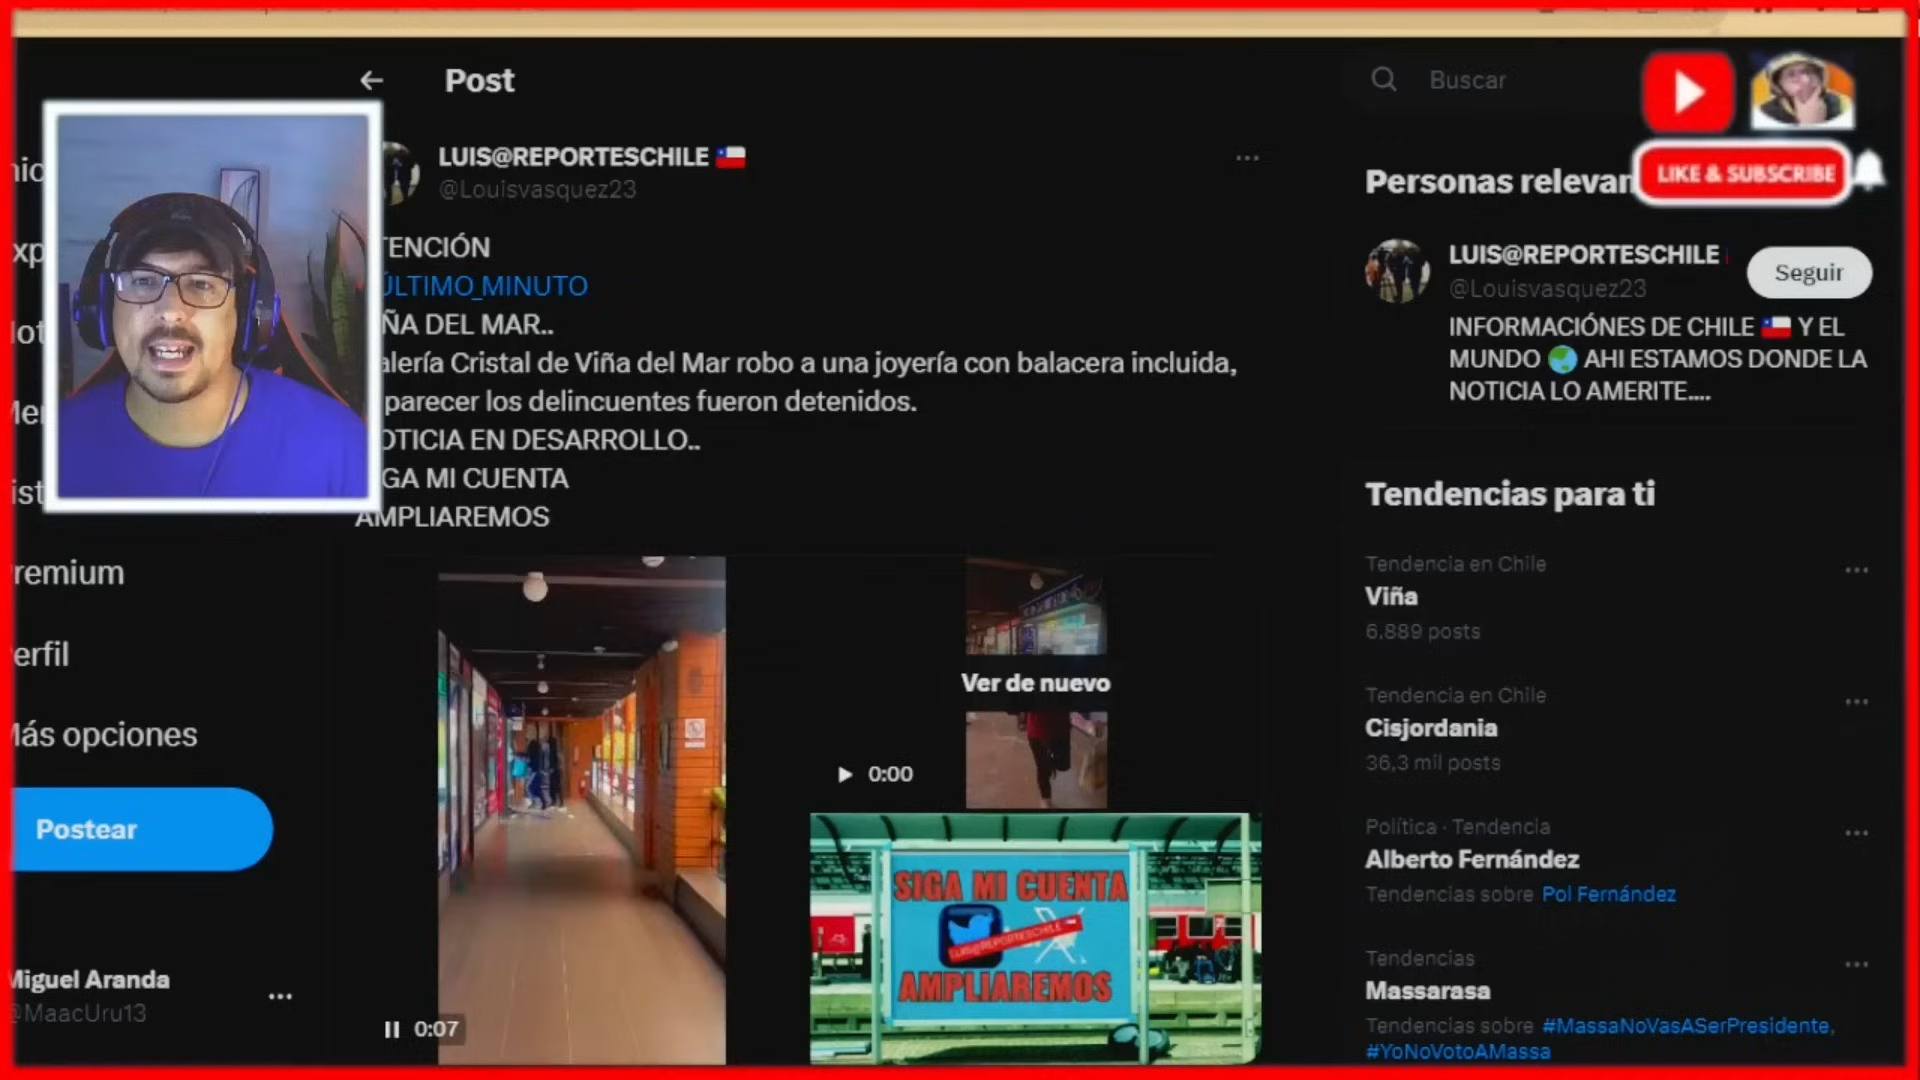 Post
LUIS@REPORTESCHILE
@Louisvasquez23
TENCIÓN
ÚLTIMO_MINUTO
ÑA DEL MAR..
alería Cristal de Viña del Mar robo a una joyería con balacera incluida,
parecer los delincuentes fueron detenidos.
OTICIA EN DESARROLLO..
GA MI CUENTA
AMPLIAREMOS
Ver de nuevo
0:00
0:07
SIGA MI CUENTA
LUIS@REPORTESCHILE
AMPLIAREMOS
remium
erfil
Más opciones
Postear
Miguel Aranda
@MaacUru13
Buscar
LIKE & SUBSCRIBE
Personas relevan
LUIS@REPORTESCHILE
@Louisvasquez23
Seguir
INFORMACIÓNES DE CHILE Y EL
MUNDO AHI ESTAMOS DONDE LA
NOTICIA LO AMERITE....
Tendencias para ti
Tendencia en Chile
Viña
6.889 posts
Tendencia en Chile
Cisjordania
36,3 mil posts
Política · Tendencia
Alberto Fernández
Tendencias sobre Pol Fernández
Tendencias
Massarasa
Tendencias sobre #MassaNoVasASerPresidente,
#YoNoVotoAMassa